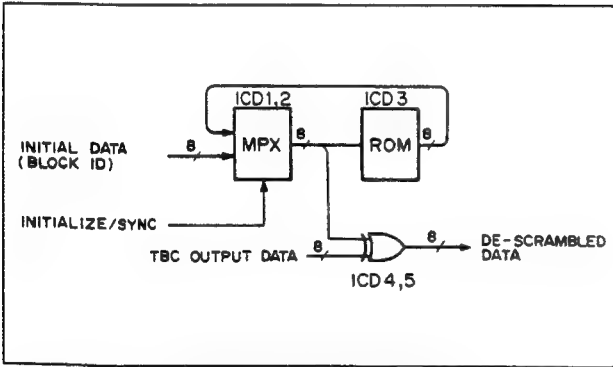 ICD1,2
ICD3
INITIAL DATA
(BLOCK ID)
8
MPX
8
ROM
8
INITIALIZE/SYNC
TBC OUTPUT DATA
8
8
DE-SCRAMBLED
DATA
ICD4,5